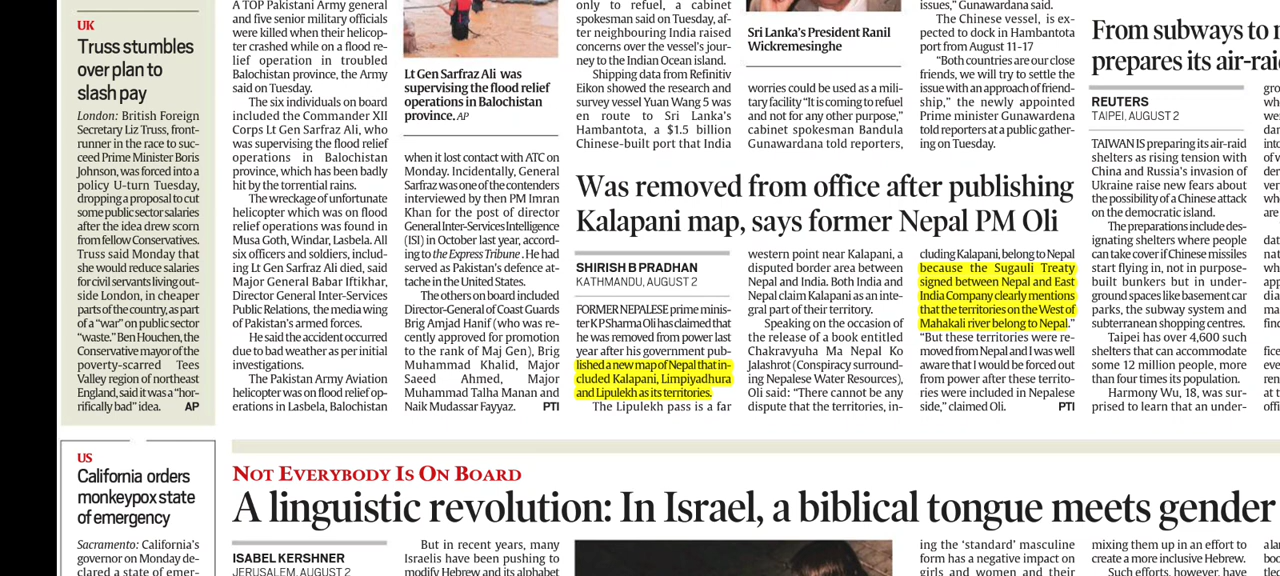 UK
Truss stumbles
over plan to
slash pay
London: British Foreign
Secretary Liz Truss, front-
runner in the race to suc-
ceed Prime Minister Boris
Johnson, was forced into a
policy U-turn Tuesday,
dropping a proposal to cut
some public sector salaries
after the idea drew scorn
from fellow Conservatives.
Truss said Monday that
she would reduce salaries
for civil servants living out-
side London, in cheaper
parts of the country, as part
of a “war” on public sector
“waste.” Ben Houchen, the
Conservative mayor of the
poverty-scarred Tees
Valley region of northeast
England, said it was a “hor-
rifically bad” idea. AP
US
California orders
monkeypox state
of emergency
Sacramento: California’s
governor on Monday de-
clared a state of emer-
A TOP Pakistani Army general
and five senior military officials
were killed when their helicop-
ter crashed while on a flood re-
lief operation in troubled
Balochistan province, the Army
said on Tuesday.
The six individuals on board
included the Commander XII
Corps Lt Gen Sarfraz Ali, who
was supervising the flood relief
operations in Balochistan
province, which has been badly
hit by the torrential rains.
The wreckage of unfortunate
helicopter which was on flood
relief operations was found in
Musa Goth, Windar, Lasbela. All
six officers and soldiers, includ-
ing Lt Gen Sarfraz Ali died, said
Major General Babar Iftikhar,
Director General Inter-Services
Public Relations, the media wing
of Pakistan’s armed forces.
He said the accident occurred
due to bad weather as per initial
investigations.
The Pakistan Army Aviation
helicopter was on flood relief op-
erations in Lasbela, Balochistan
Lt Gen Sarfraz Ali was
supervising the flood relief
operations in Balochistan
province. AP
when it lost contact with ATC on
Monday. Incidentally, General
Sarfraz was one of the contenders
interviewed by then PM Imran
Khan for the post of director
General Inter-Services Intelligence
(ISI) in October last year, accord-
ing to the Express Tribune. He had
served as Pakistan’s defence at-
tache in the United States.
The others on board included
Director-General of Coast Guards
Brig Amjad Hanif (who was re-
cently approved for promotion
to the rank of Maj Gen), Brig
Muhammad Khalid, Major
Saeed Ahmed, Major
Muhammad Talha Manan and
Naik Mudassar Fayyaz. PTI
only to refuel, a cabinet
spokesman said on Tuesday, af-
ter neighbouring India raised
concerns over the vessel’s jour-
ney to the Indian Ocean island.
Shipping data from Refinitiv
Eikon showed the research and
survey vessel Yuan Wang 5 was
en route to Sri Lanka’s
Hambantota, a $1.5 billion
Chinese-built port that India
Sri Lanka’s President Ranil
Wickremesinghe
worries could be used as a mili-
tary facility “It is coming to refuel
and not for any other purpose,”
cabinet spokesman Bandula
Gunawardana told reporters,
issues,” Gunawardana said.
The Chinese vessel, is ex-
pected to dock in Hambantota
port from August 11-17
“Both countries are our close
friends, we will try to settle the
issue with an approach of friend-
ship,” the newly appointed
Prime minister Gunawardena
told reporters at a public gather-
ing on Tuesday.
Was removed from office after publishing
Kalapani map, says former Nepal PM Oli
SHIRISH B PRADHAN
KATHMANDU, AUGUST 2
FORMER NEPALESE prime minis-
ter K P Sharma Oli has claimed that
he was removed from power last
year after his government pub-
lished a new map of Nepal that in-
cluded Kalapani, Limpiyadhura
and Lipulekh as its territories.
The Lipulekh pass is a far
western point near Kalapani, a
disputed border area between
Nepal and India. Both India and
Nepal claim Kalapani as an inte-
gral part of their territory.
Speaking on the occasion of
the release of a book entitled
Chakravyuha Ma Nepal Ko
Jalashrot (Conspiracy surround-
ing Nepalese Water Resources),
Oli said: “There cannot be any
dispute that the territories, in-
cluding Kalapani, belong to Nepal
because the Sugauli Treaty
signed between Nepal and East
India Company clearly mentions
that the territories on the West of
Mahakali river belong to Nepal.”
“But these territories were re-
moved from Nepal and I was well
aware that I would be forced out
from power after these territo-
ries were included in Nepalese
side,” claimed Oli. PTI
From subways to
prepares its air-rai
REUTERS
TAIPEI, AUGUST 2
TAIWAN IS preparing its air-raid
shelters as rising tension with
China and Russia’s invasion of
Ukraine raise new fears about
the possibility of a Chinese attack
on the democratic island.
The preparations include des-
ignating shelters where people
can take cover if Chinese missiles
start flying in, not in purpose-
built bunkers but in under-
ground spaces like basement car
parks, the subway system and
subterranean shopping centres.
Taipei has over 4,600 such
shelters that can accommodate
some 12 million people, more
than four times its population.
Harmony Wu, 18, was sur-
prised to learn that an under-
NOT EVERYBODY IS ON BOARD
A linguistic revolution: In Israel, a biblical tongue meets gender
ISABEL KERSHNER
JERUSALEM, AUGUST 2
But in recent years, many
Israelis have been pushing to
modify Hebrew and its alphabet
ing the ‘standard’ masculine
form has a negative impact on
girls and women and their
mixing them up in an effort to
create a more inclusive Hebrew.
Such efforts, however, have